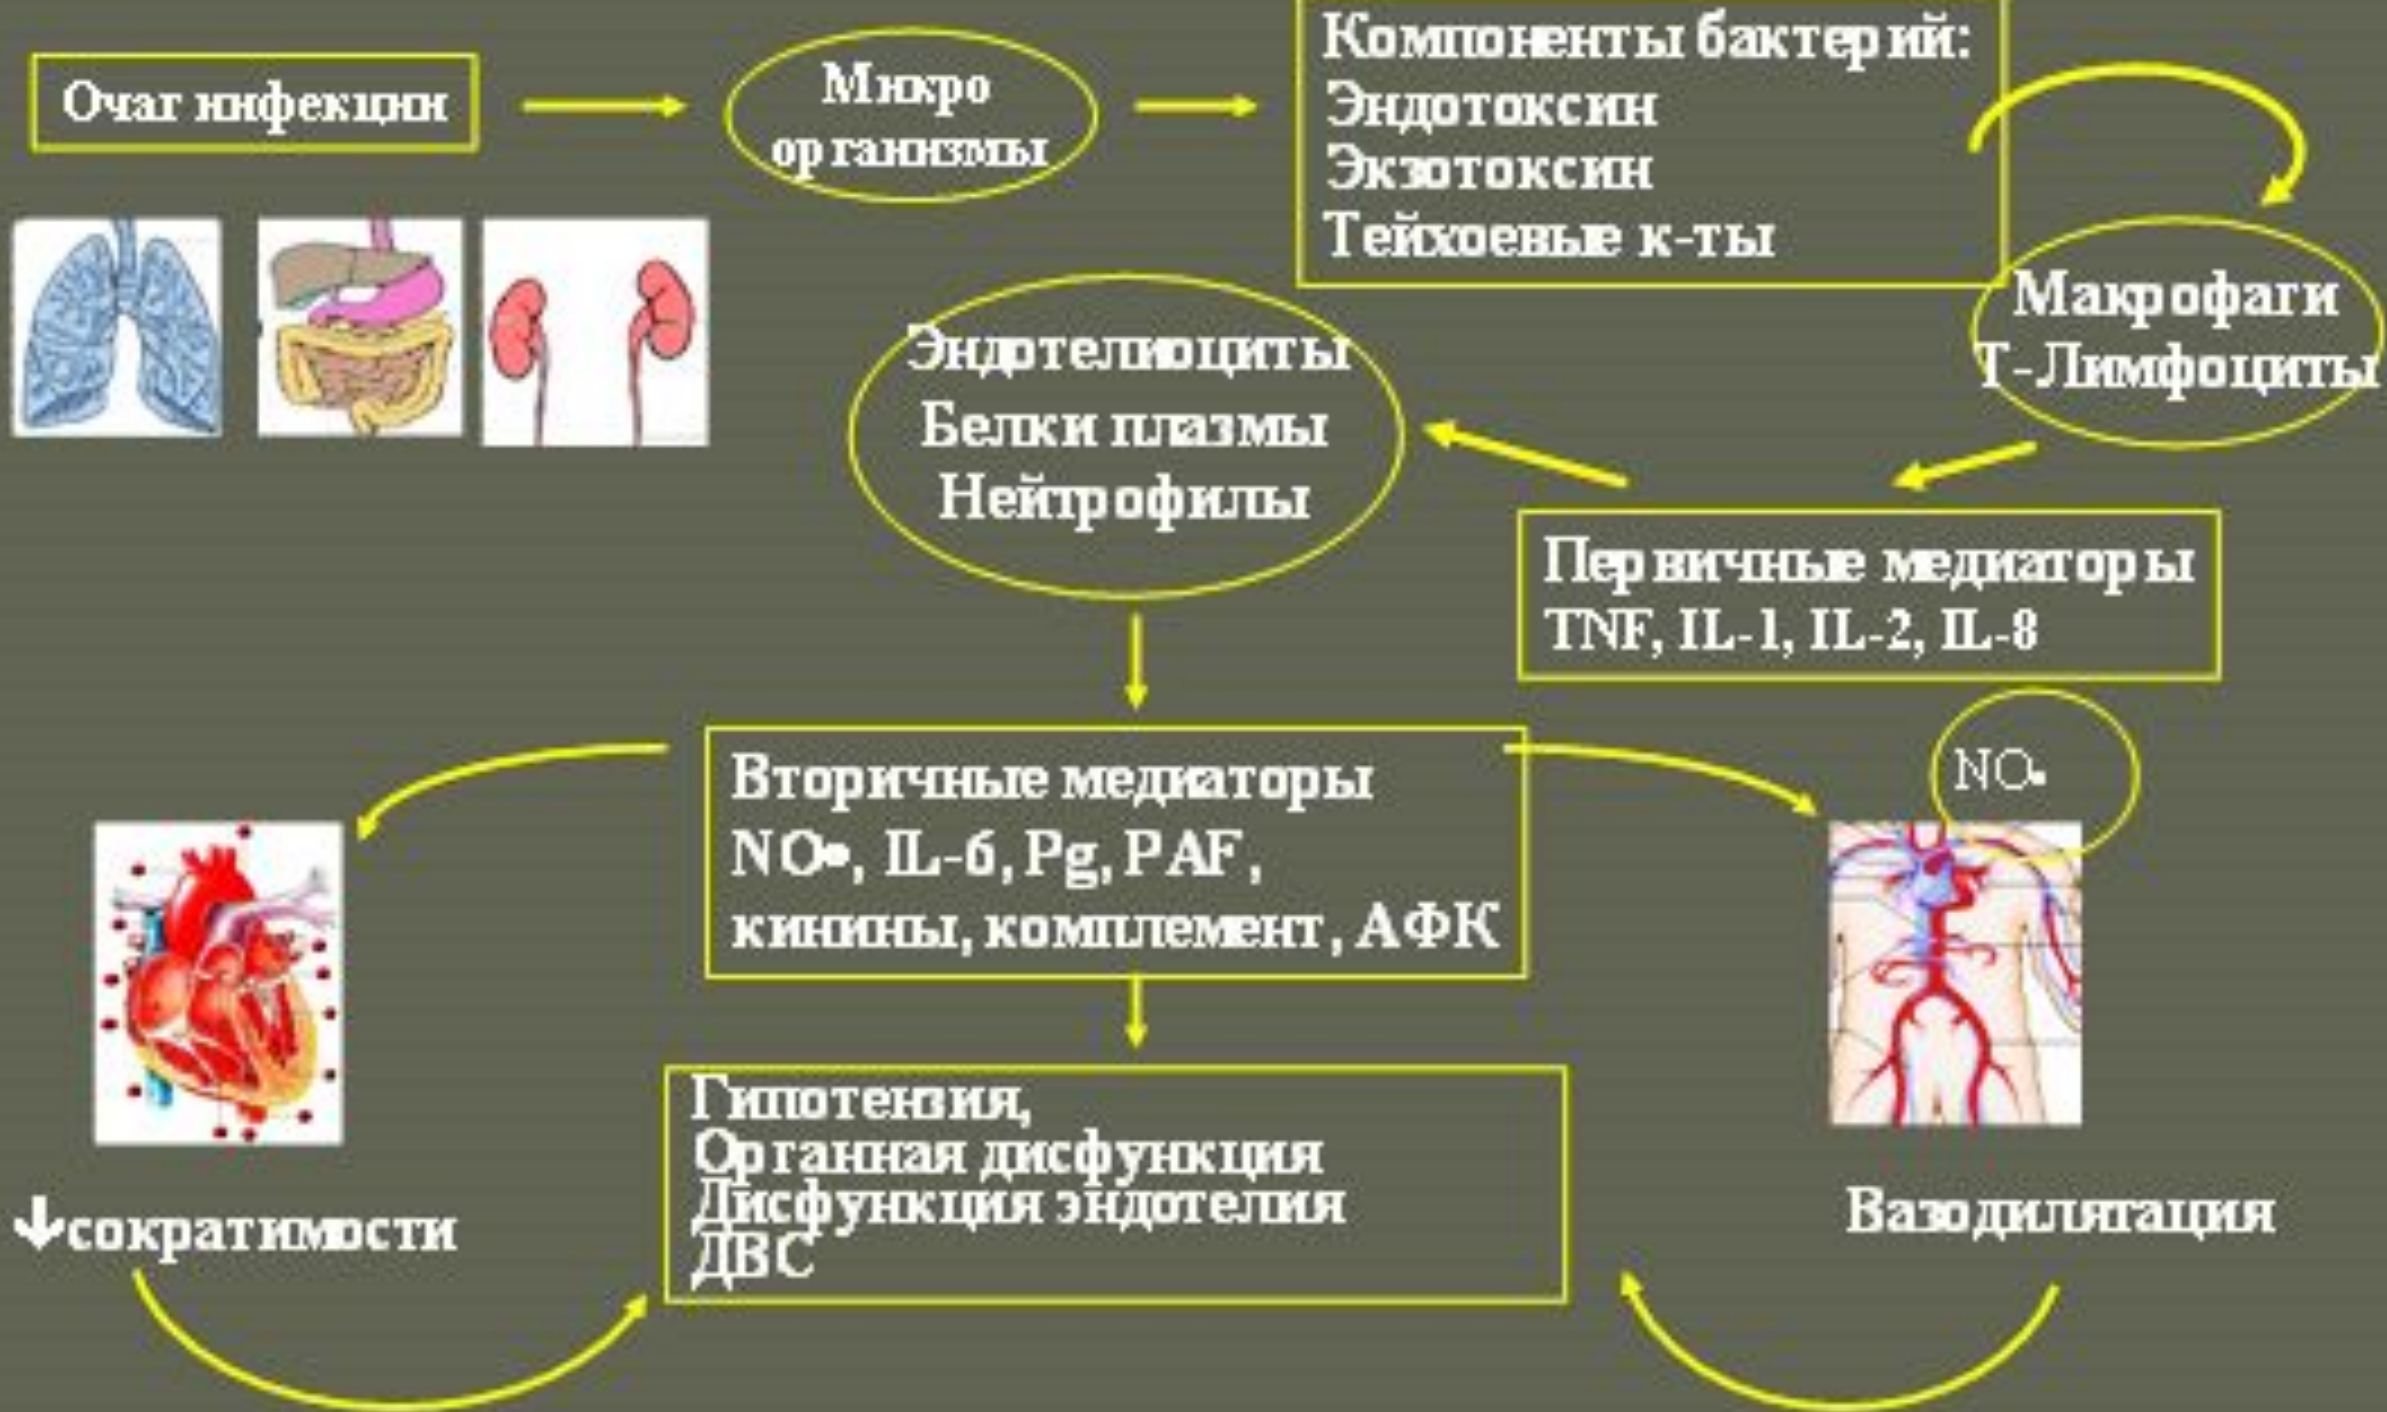 Очаг инфекции
Микро
организмы
Компоненты бактерий:
Эндотоксин
Экзотоксин
Тейхоевые к-ты
Макрофаги
Т-Лимфоциты
Эндотелиоциты
Белки плазмы
Нейтрофилы
Первичные медиаторы
TNF, IL-1, IL-2, IL-8
Вторичные медиаторы
NO•, IL-6, Pg, PAF,
кинины, комплемент, АФК
NO•
Гипотензия,
Органная дисфункция
Дисфункция эндотелия
ДВС
↓сократимости
Вазодилятация